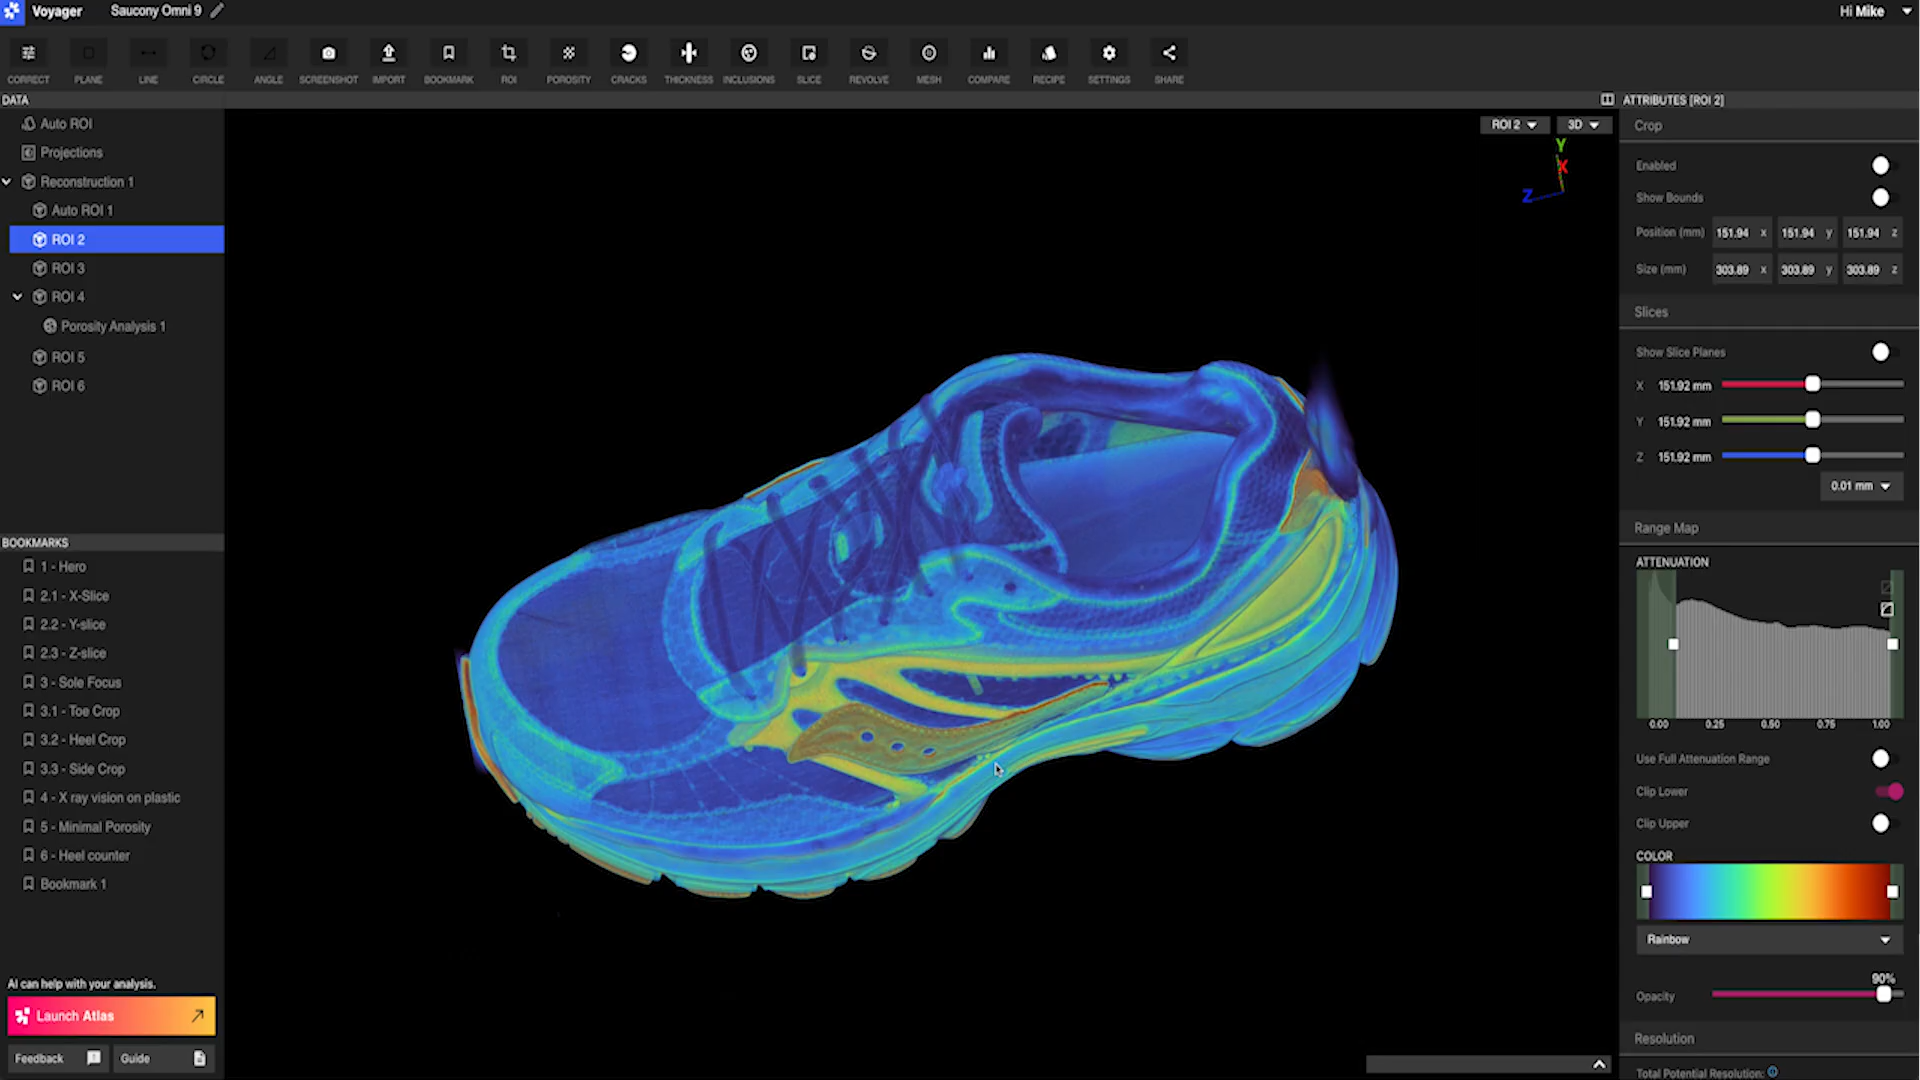 Voyager
Saucony Omni 9
Hi Mike
CORRECT
PLANE
LINE
CIRCLE
ANGLE
SCREENSHOT
IMPORT
BOOKMARK
ROI
POROSITY
CRACKS
THICKNESS
INCLUSIONS
SLICE
REVOLVE
MESH
COMPARE
RECIPE
SETTINGS
SHARE
DATA
Auto ROI
Projections
Reconstruction 1
Auto ROI 1
ROI 2
ROI 3
ROI 4
Porosity Analysis 1
ROI 5
ROI 6
BOOKMARKS
1 - Hero
2.1 - X-Slice
2.2 - Y-slice
2.3 - Z-slice
3 - Sole Focus
3.1 - Toe Crop
3.2 - Heel Crop
3.3 - Side Crop
4 - X ray vision on plastic
5 - Minimal Porosity
6 - Heel counter
Bookmark 1
AI can help with your analysis.
Launch Atlas
Feedback
Guide
ROI 2
3D
Y
X
Z
ATTRIBUTES [ROI 2]
Crop
Enabled
Show Bounds
Position (mm) 151.94 x 151.94 y 151.94 z
Size (mm) 303.89 x 303.89 y 303.89 z
Slices
Show Slice Planes
X 151.92 mm
Y 151.92 mm
Z 151.92 mm
0.01 mm
Range Map
ATTENUATION
0.00 0.25 0.50 0.75 1.00
Use Full Attenuation Range
Clip Lower
Clip Upper
COLOR
Rainbow
90%
Opacity
Resolution
Total Potential Resolution: